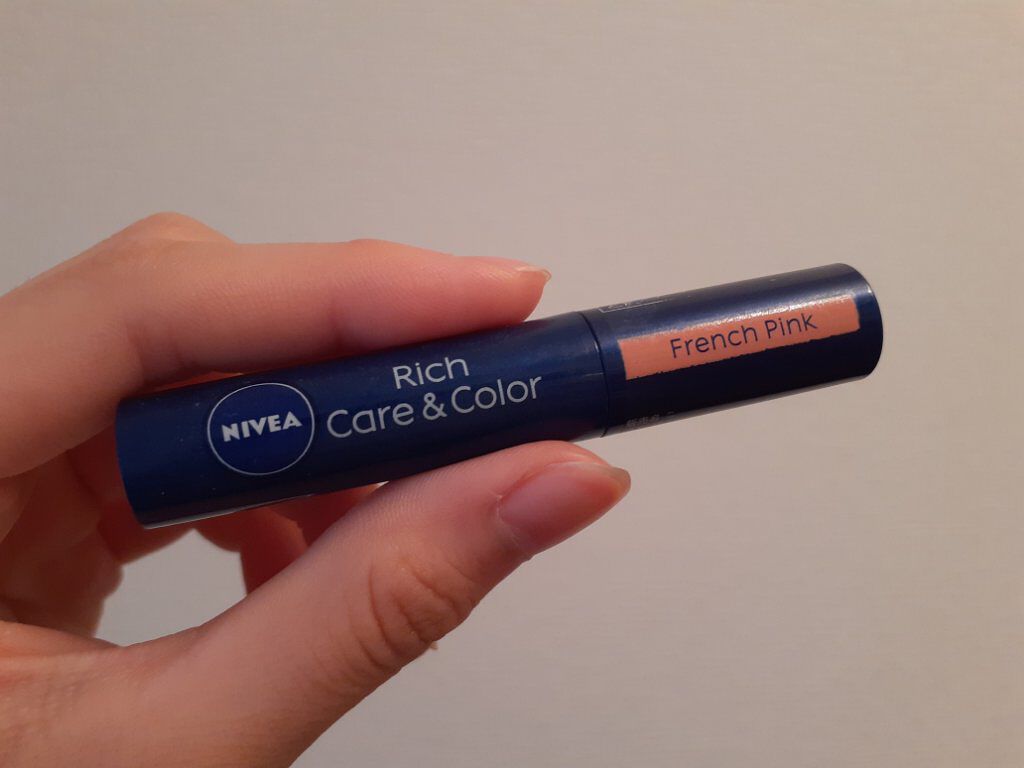 NIVEA
Rich
Care & Color
French Pink